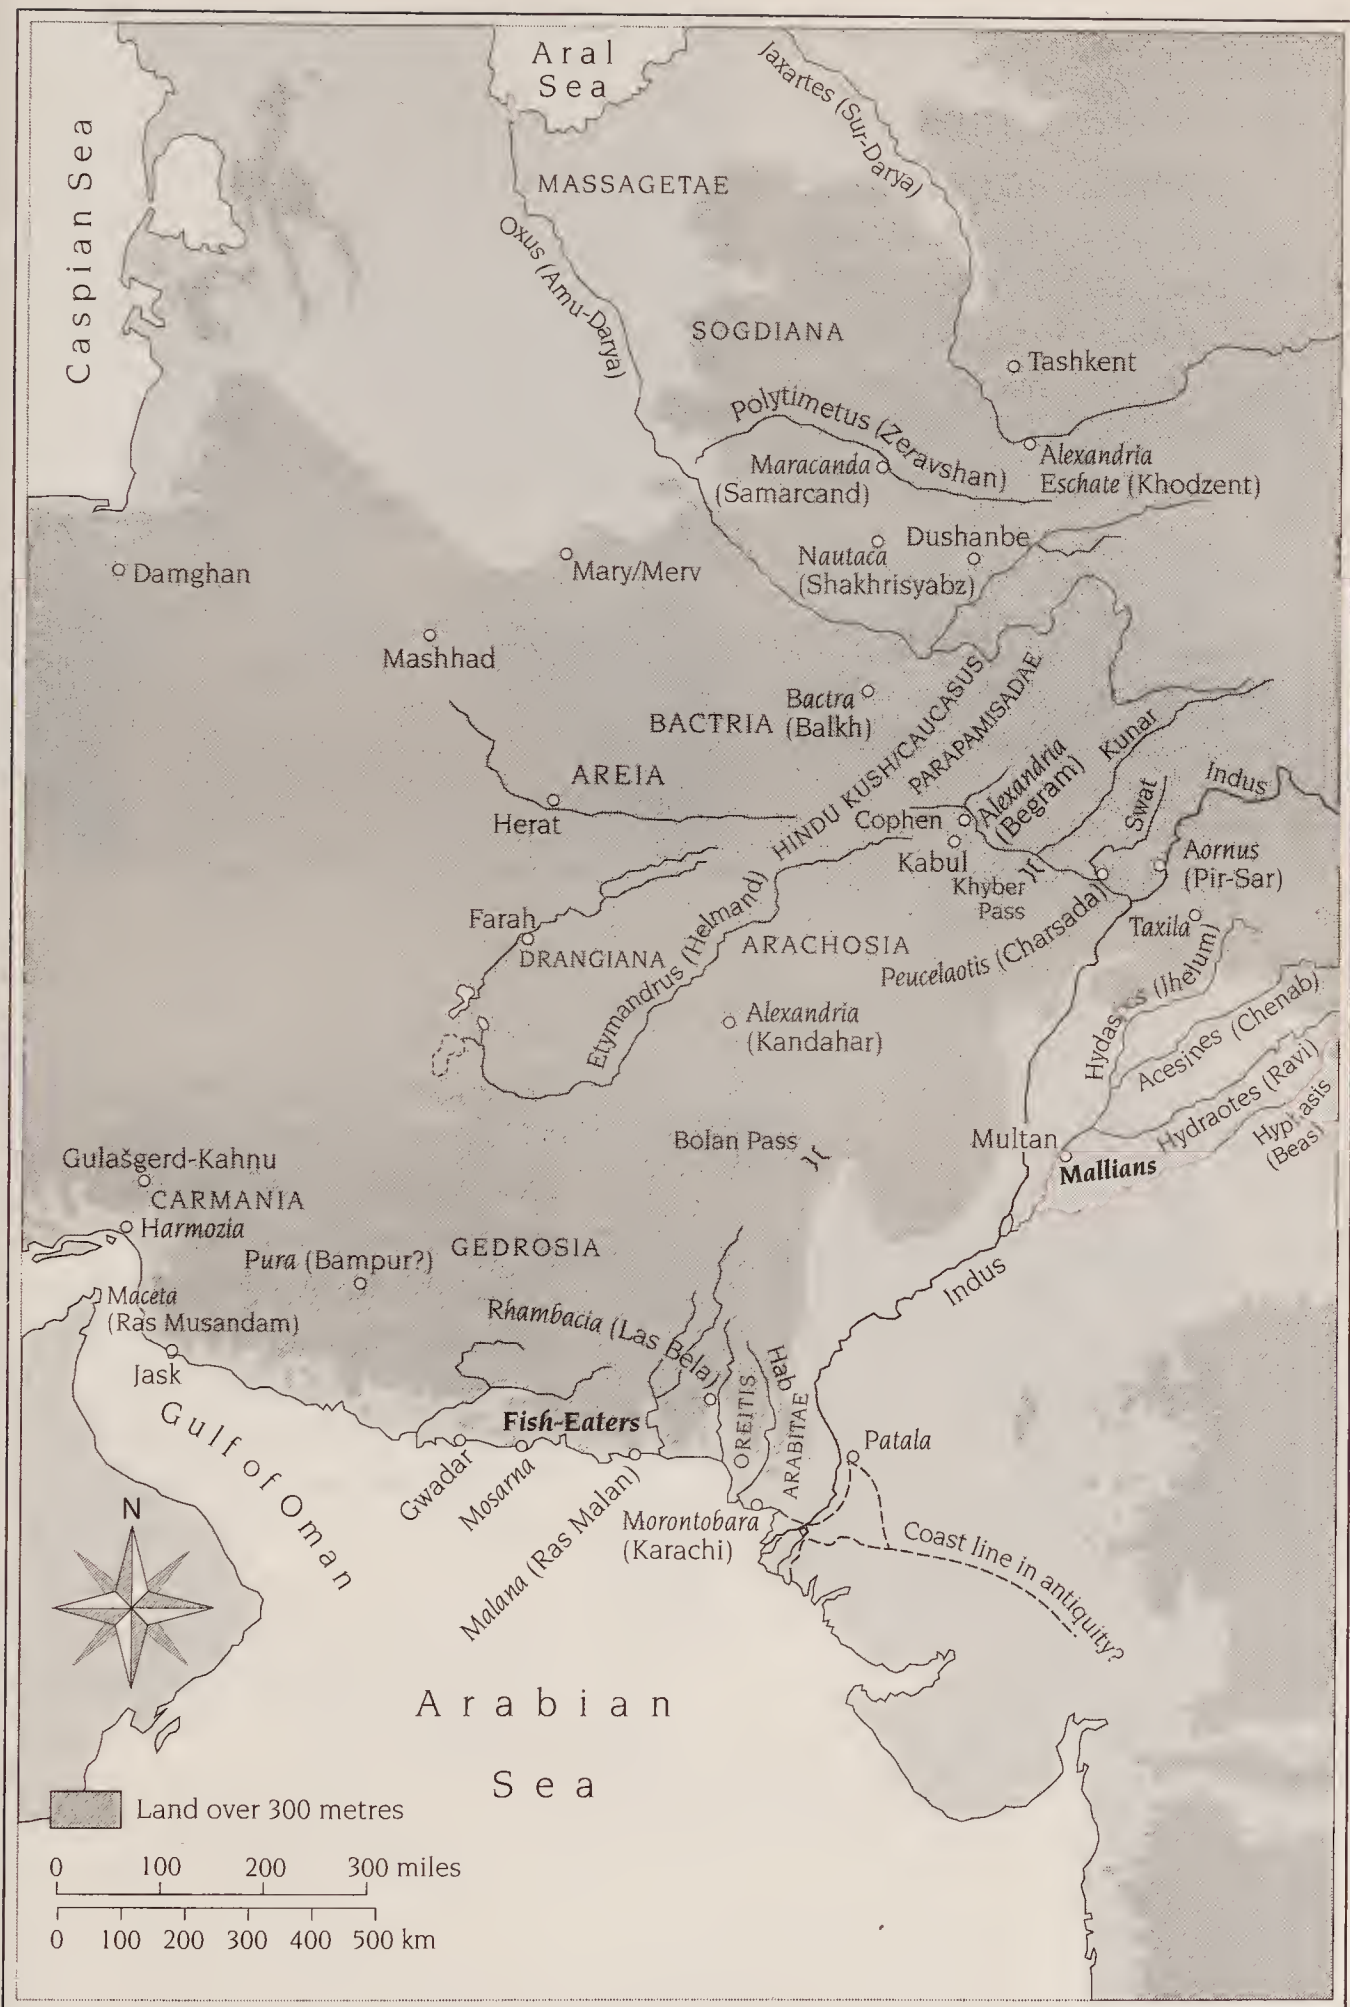 Aral
Sea
Jaxartes (Sur-Darya)
Caspian Sea
MASSAGETAE
Oxus (Amu-Darya)
SOGDIANA
Tashkent
Polytimetus (Zeravshan)
Maracanda
(Samarcand)
Alexandria
Eschate (Khodzent)
Dushanbe
Nautaca
(Shakhrisyabz)
Damghan
Mary/Merv
Mashhad
Bactra
(Balkh)
BACTRIA
HINDU KUSH/CAUCASUS
PARAPAMISADAE
Alexandria
(Begram)
Kunar
Swat
Indus
AREIA
Herat
Cophen
Kabul
Khyber
Pass
Aornus
(Pir-Sar)
Farah
DRANGIANA
Etymandrus (Helmand)
ARACHOSIA
Peucelaotis (Charsada)
Taxila
Alexandria
(Kandahar)
Hydaspes (Jhelum)
Acesines (Chenab)
Hydraotes (Ravi)
Hyphasis
(Beas)
Bolan Pass
Multan
Mallians
Gulašgerd-Kahnu
CARMANIA
Harmozia
Pura (Bampur?)
GEDROSIA
Indus
Maceta
(Ras Musandam)
Rhambacia (Las Bela)
Jask
Hab
OREITIS
ARABITAE
Fish-Eaters
Patala
Gulf of Oman
Gwadar
Mosarna
Malana (Ras Malan)
Morontobara
(Karachi)
Coast line in antiquity?
N
Arabian
Sea
Land over 300 metres
0 100 200 300 miles
0 100 200 300 400 500 km